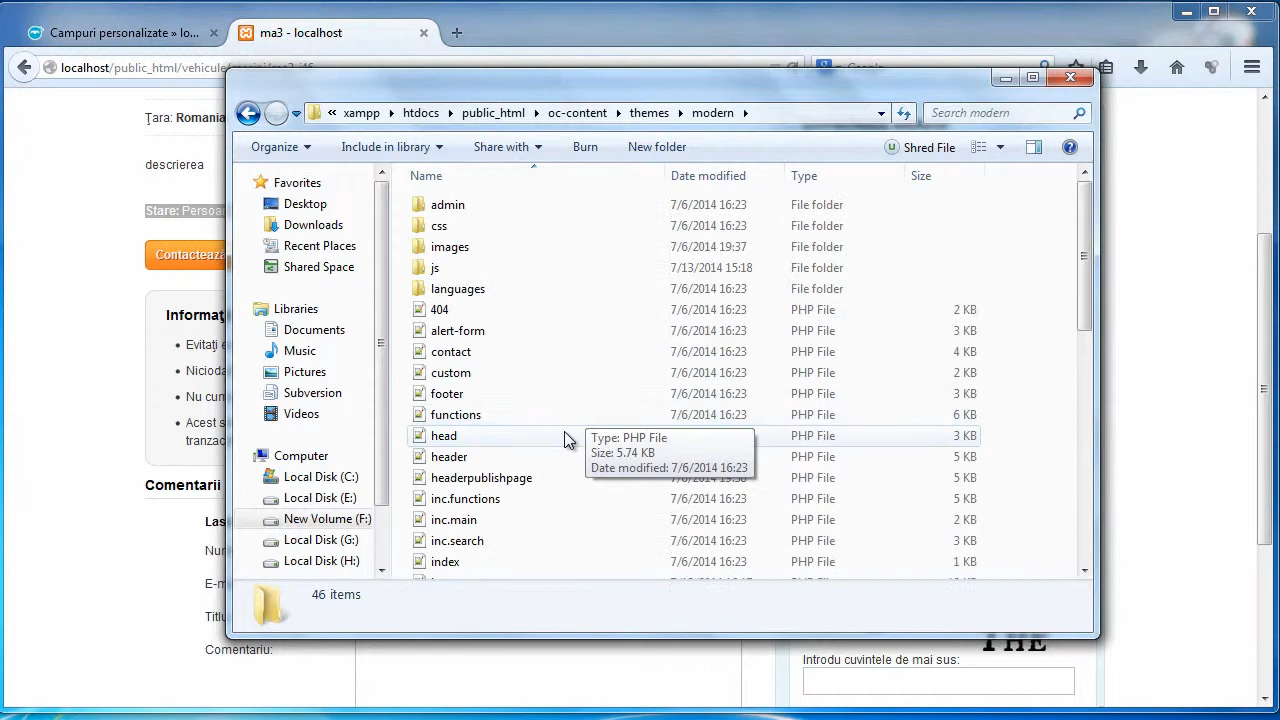 Campuri personalizate » lo...
ma3 - localhost
localhost/public_html/vehicule/
Google
« xampp htdocs public_html oc-content themes modern
Search modern
Organize Include in library Share with Burn New folder Shred File
Name Date modified Type Size
Favorites
Desktop
Downloads
Recent Places
Shared Space
Libraries
Documents
Music
Pictures
Subversion
Videos
Computer
Local Disk (C:)
Local Disk (E:)
New Volume (F:)
Local Disk (G:)
Local Disk (H:)
admin 7/6/2014 16:23 File folder
css 7/6/2014 16:23 File folder
images 7/6/2014 19:37 File folder
js 7/13/2014 15:18 File folder
languages 7/6/2014 16:23 File folder
404 7/6/2014 16:23 PHP File 2 KB
alert-form 7/6/2014 16:23 PHP File 3 KB
contact 7/6/2014 16:23 PHP File 4 KB
custom 7/6/2014 16:23 PHP File 2 KB
footer 7/6/2014 16:23 PHP File 3 KB
functions 7/6/2014 16:23 PHP File 6 KB
head PHP File 3 KB
header PHP File 5 KB
headerpublishpage PHP File 5 KB
inc.functions 7/6/2014 16:23 PHP File 5 KB
inc.main 7/6/2014 16:23 PHP File 2 KB
inc.search 7/6/2014 16:23 PHP File 3 KB
index 7/6/2014 16:23 PHP File 1 KB
Type: PHP File
Size: 5.74 KB
Date modified: 7/6/2014 16:23
46 items
Ţara: Romania
descrierea
Stare: Persoan
Contactează
Informaţ
Evitaţi
Nicioda
Nu cun
Acest s
tranzac
Comentarii
Las
Nun
E-m
Titlu
Comentariu:
THE
Introdu cuvintele de mai sus: